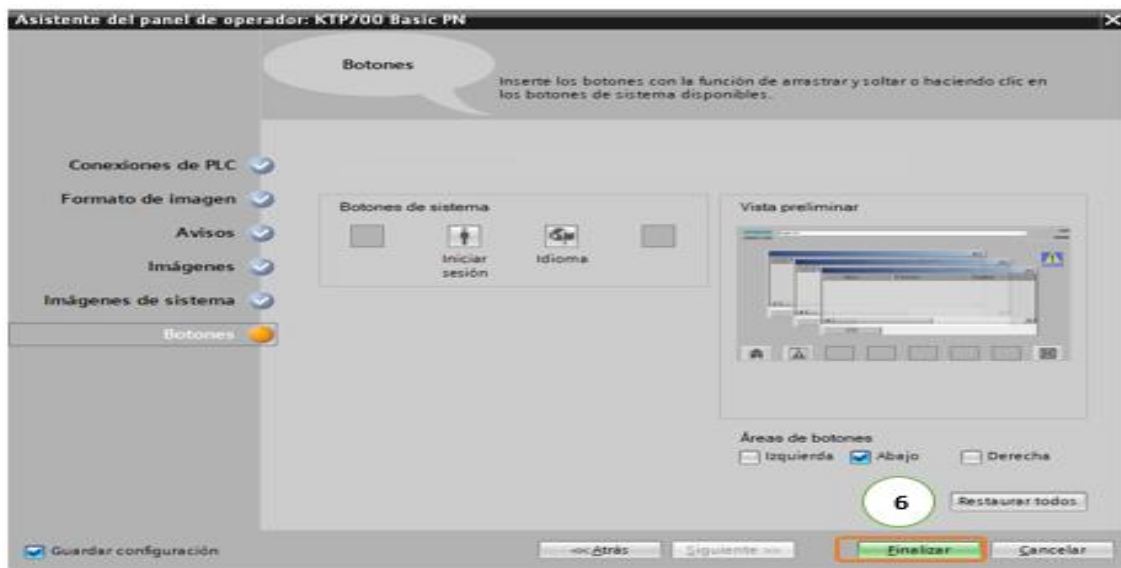 Asistente del panel de operador: KTP700 Basic PN
Botones
Inserte los botones con la función de arrastrar y soltar o haciendo clic en
los botones de sistema disponibles.
Conexiones de PLC
Formato de imagen
Avisos
Imágenes
Imágenes de sistema
Botones
Botones de sistema
Iniciar
sesión
Idioma
Vista preliminar
Áreas de botones
Izquierda
Abajo
Derecha
6
Restaurar todos
Guardar configuración
<<Atrás
Siguiente >>
Finalizar
Cancelar